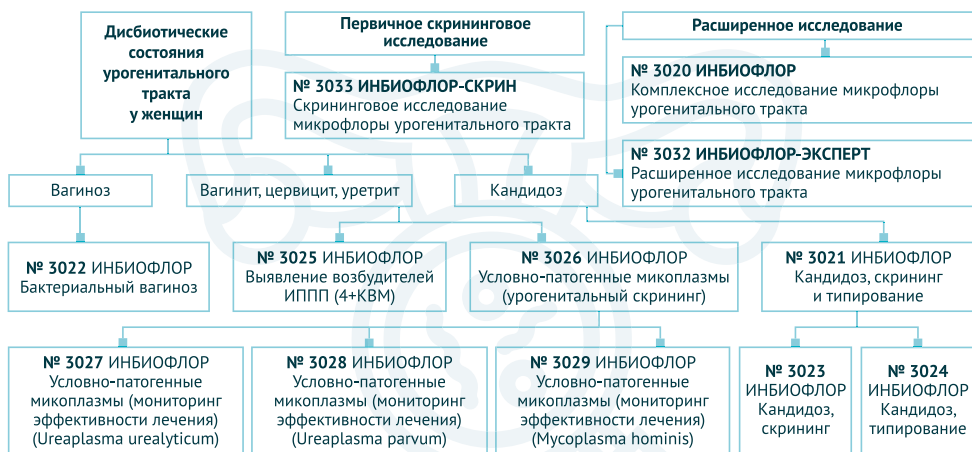 Дисбиотические
состояния
урогенитального
тракта
у женщин
Первичное скрининговое
исследование
№ 3033 ИНБИОФЛОР-СКРИН
Скрининговое исследование
микрофлоры урогенитального тракта
Расширенное исследование
№ 3020 ИНБИОФЛОР
Комплексное исследование микрофлоры
урогенитального тракта
№ 3032 ИНБИОФЛОР-ЭКСПЕРТ
Расширенное исследование микрофлоры
урогенитального тракта
Вагиноз
Вагинит, цервицит, уретрит
Кандидоз
№ 3022 ИНБИОФЛОР
Бактериальный вагиноз
№ 3025 ИНБИОФЛОР
Выявление возбудителей
ИППП (4+КВМ)
№ 3026 ИНБИОФЛОР
Условно-патогенные микоплазмы
(урогенитальный скрининг)
№ 3021 ИНБИОФЛОР
Кандидоз, скрининг
и типирование
№ 3027 ИНБИОФЛОР
Условно-патогенные
микоплазмы (мониторинг
эффективности лечения)
(Ureaplasma urealyticum)
№ 3028 ИНБИОФЛОР
Условно-патогенные
микоплазмы (мониторинг
эффективности лечения)
(Ureaplasma parvum)
№ 3029 ИНБИОФЛОР
Условно-патогенные
микоплазмы (мониторинг
эффективности лечения)
(Mycoplasma hominis)
№ 3023
ИНБИОФЛОР
Кандидоз,
скрининг
№ 3024
ИНБИОФЛОР
Кандидоз,
типирование